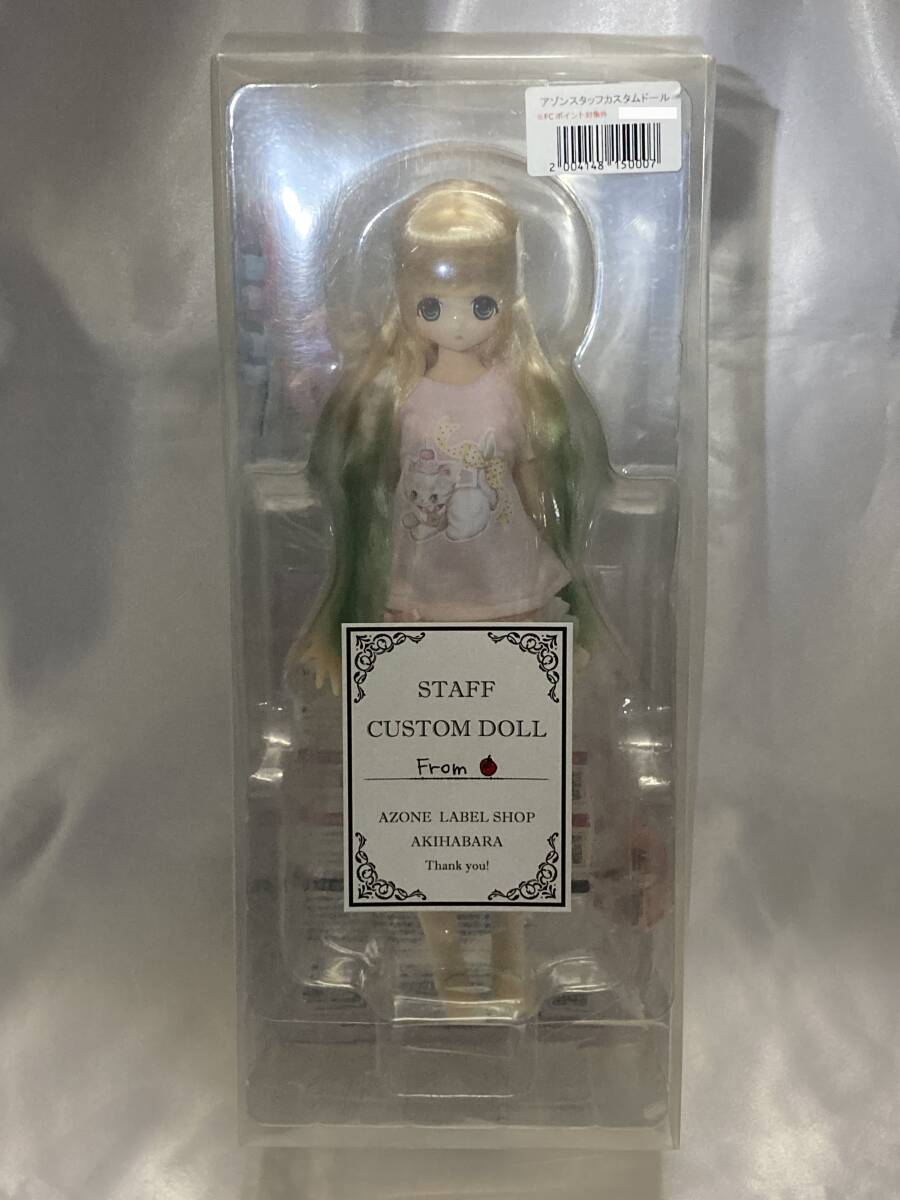 アゾンスタッフカスタムドール
※FCポイント対象外
2 004148 150007
STAFF
CUSTOM DOLL
From
AZONE LABEL SHOP
AKIHABARA
Thank you!